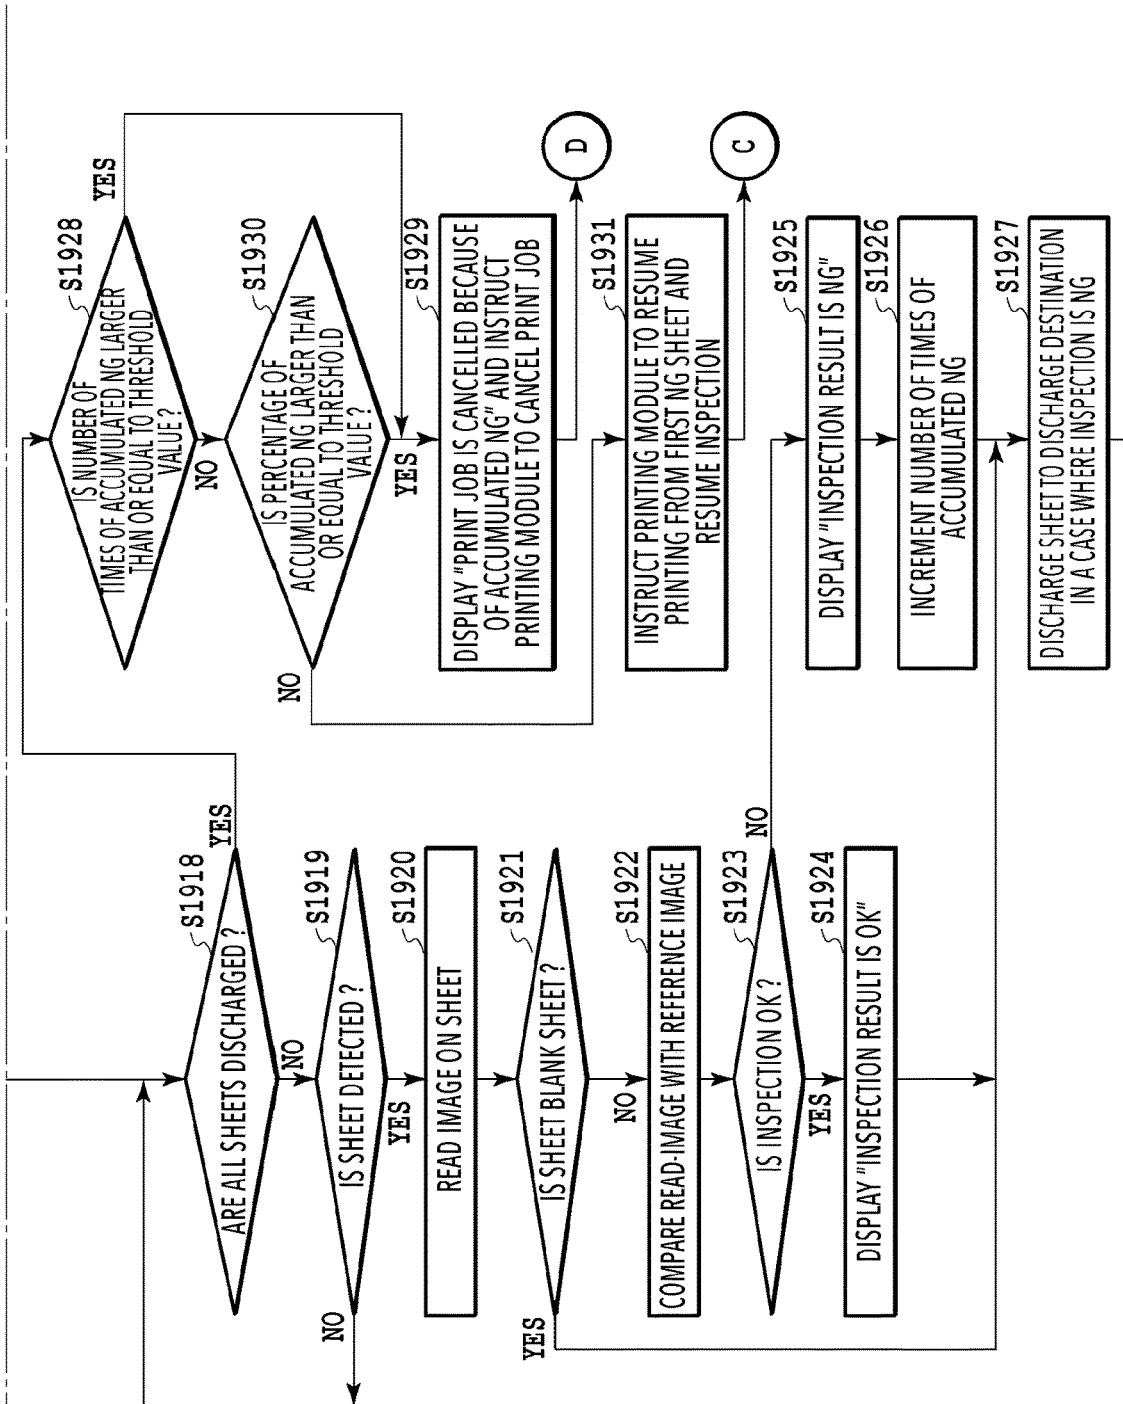 S1918
ARE ALL SHEETS DISCHARGED ?
YES
NO
S1919
IS SHEET DETECTED ?
NO
YES
S1920
READ IMAGE ON SHEET
S1921
IS SHEET BLANK SHEET ?
YES
NO
S1922
COMPARE READ-IMAGE WITH REFERENCE IMAGE
S1923
IS INSPECTION OK ?
NO
YES
S1924
DISPLAY "INSPECTION RESULT IS OK"
S1928
IS NUMBER OF
TIMES OF ACCUMULATED NG LARGER
THAN OR EQUAL TO THRESHOLD
VALUE ?
YES
NO
S1930
IS PERCENTAGE OF
ACCUMULATED NG LARGER THAN
OR EQUAL TO THRESHOLD
VALUE ?
NO
YES
S1929
DISPLAY "PRINT JOB IS CANCELLED BECAUSE
OF ACCUMULATED NG" AND INSTRUCT
PRINTING MODULE TO CANCEL PRINT JOB
D
S1931
INSTRUCT PRINTING MODULE TO RESUME
PRINTING FROM FIRST NG SHEET AND
RESUME INSPECTION
C
S1925
DISPLAY "INSPECTION RESULT IS NG"
S1926
INCREMENT NUMBER OF TIMES OF
ACCUMULATED NG
S1927
DISCHARGE SHEET TO DISCHARGE DESTINATION
IN A CASE WHERE INSPECTION IS NG